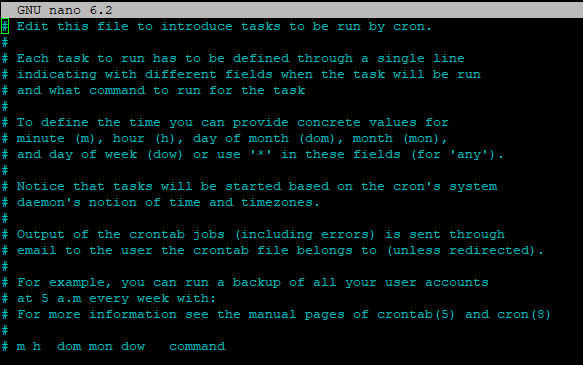 GNU nano 6.2
# Edit this file to introduce tasks to be run by cron.
#
# Each task to run has to be defined through a single line
# indicating with different fields when the task will be run
# and what command to run for the task
#
# To define the time you can provide concrete values for
# minute (m), hour (h), day of month (dom), month (mon),
# and day of week (dow) or use '*' in these fields (for 'any').
#
# Notice that tasks will be started based on the cron's system
# daemon's notion of time and timezones.
#
# Output of the crontab jobs (including errors) is sent through
# email to the user the crontab file belongs to (unless redirected).
#
# For example, you can run a backup of all your user accounts
# at 5 a.m every week with:
# For more information see the manual pages of crontab(5) and cron(8)
#
# m h  dom mon dow   command